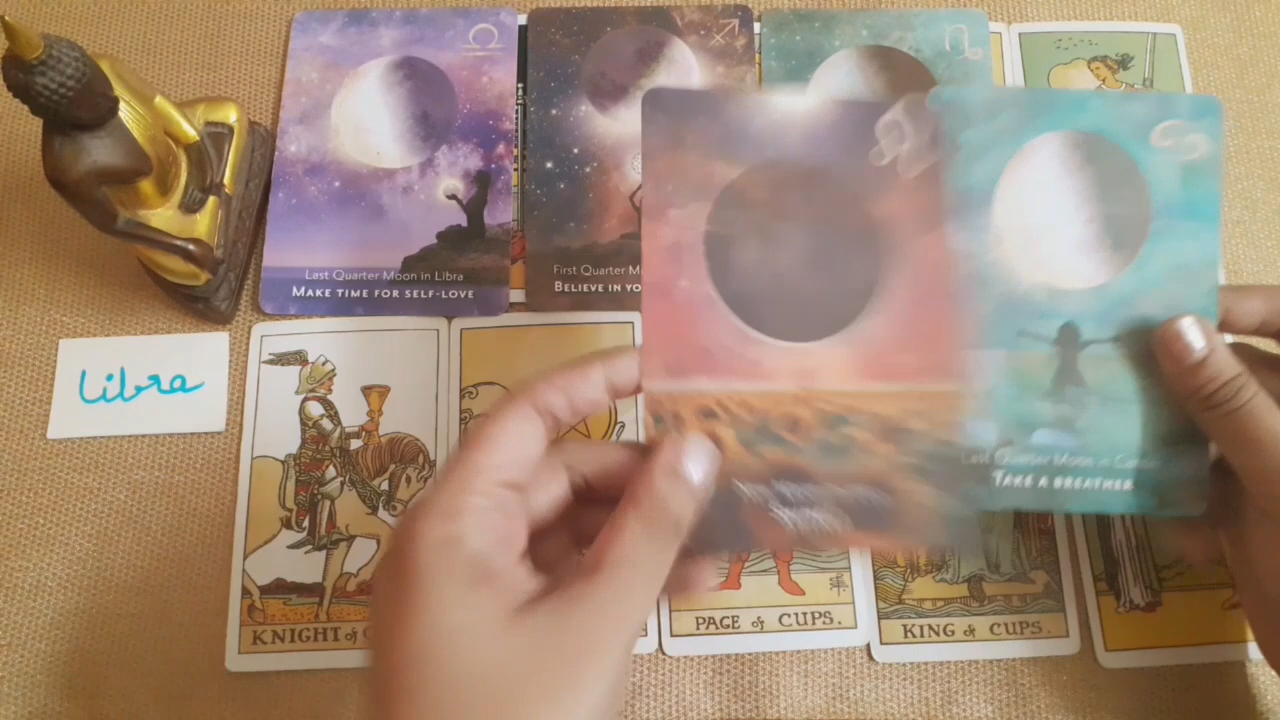 Last Quarter Moon in Libra
MAKE TIME FOR SELF-LOVE
First Quarter M
BELIEVE IN YO
Libra
Last Quarter Moon in
TAKE A BREATHER
KNIGHT of
PAGE of CUPS.
KING of CUPS.